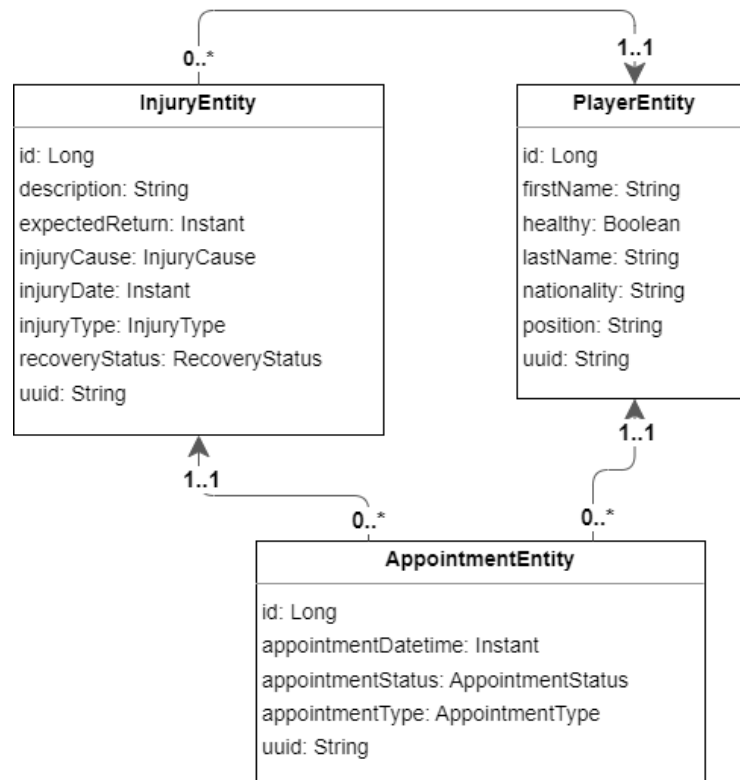 0..*
1..1
InjuryEntity
id: Long
description: String
expectedReturn: Instant
injuryCause: InjuryCause
injuryDate: Instant
injuryType: InjuryType
recoveryStatus: RecoveryStatus
uuid: String
PlayerEntity
id: Long
firstName: String
healthy: Boolean
lastName: String
nationality: String
position: String
uuid: String
1..1
1..1
0..*
0..*
AppointmentEntity
id: Long
appointmentDatetime: Instant
appointmentStatus: AppointmentStatus
appointmentType: AppointmentType
uuid: String